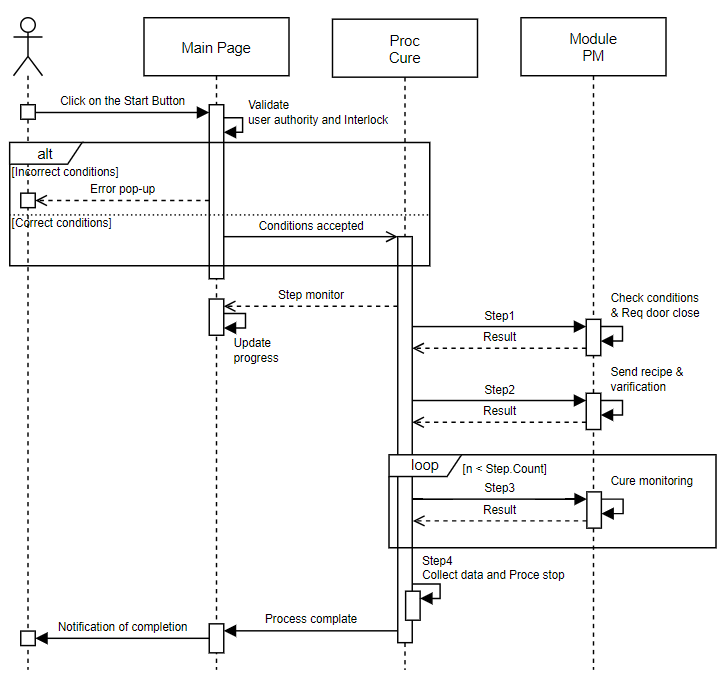 Main Page
Proc
Cure
Module
PM
Click on the Start Button
Validate
user authority and Interlock
alt
[Incorrect conditions]
Error pop-up
[Correct conditions]
Conditions accepted
Step monitor
Update
progress
Step1
Check conditions
& Req door close
Result
Step2
Send recipe &
varification
Result
loop
[n < Step.Count]
Step3
Cure monitoring
Result
Step4
Collect data and Proce stop
Process complate
Notification of completion